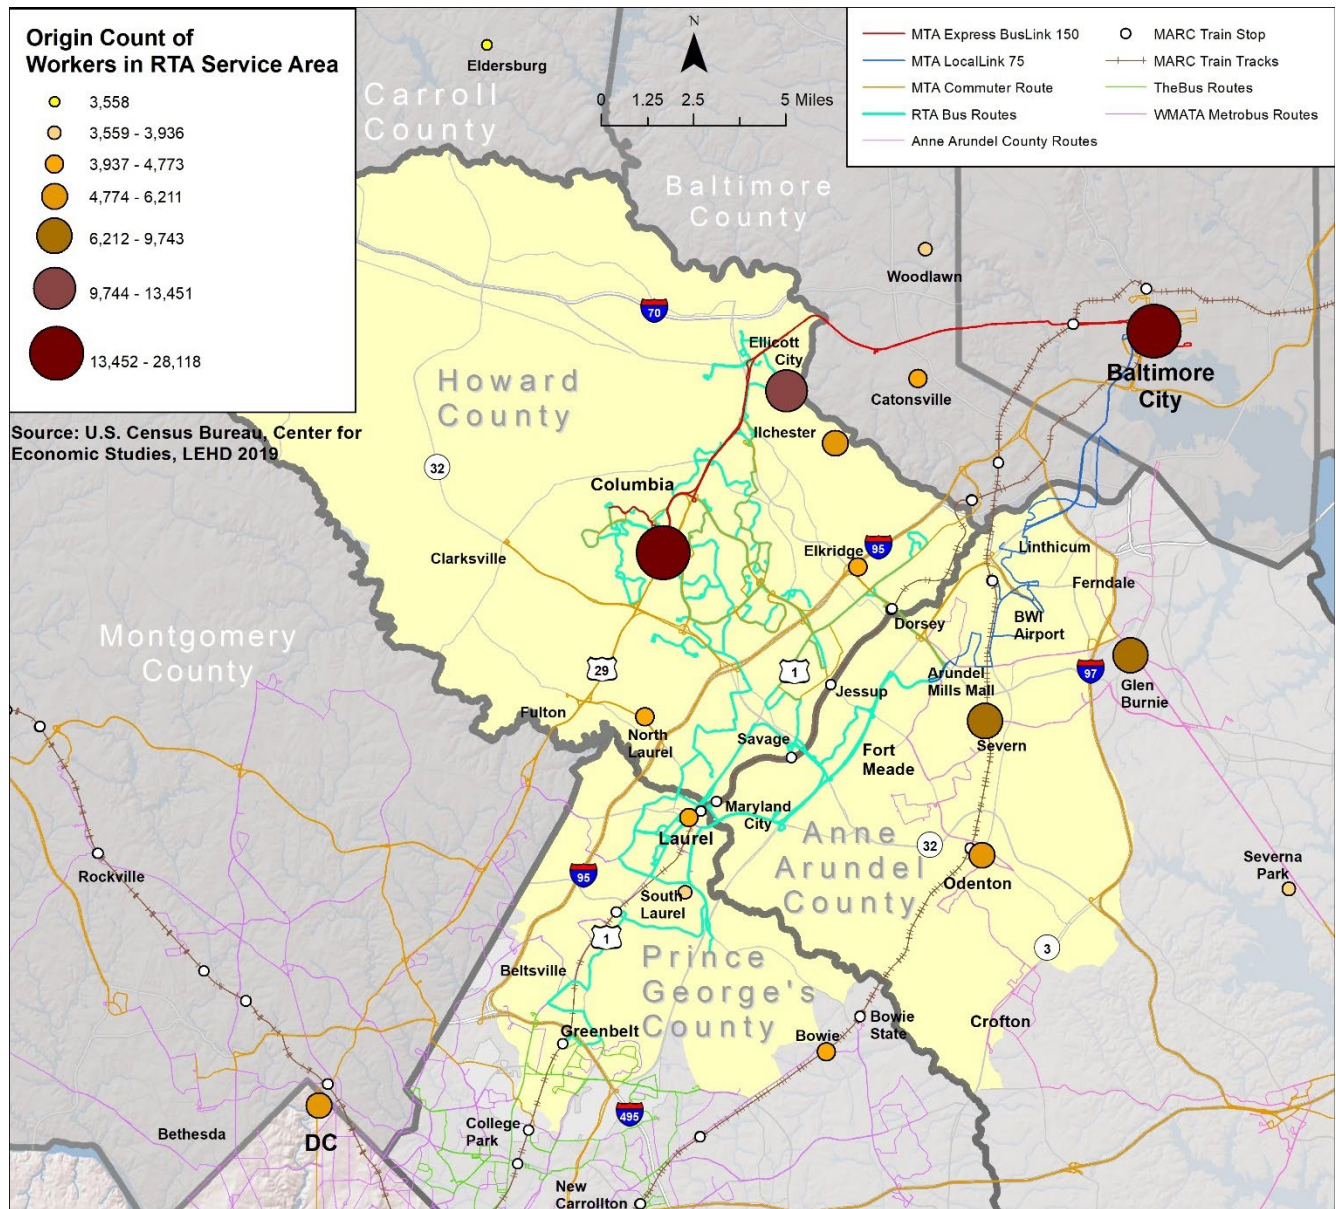 Origin Count of
Workers in RTA Service Area
3,558
3,559 - 3,936
3,937 - 4,773
4,774 - 6,211
6,212 - 9,743
9,744 - 13,451
13,452 - 28,118
Source: U.S. Census Bureau, Center for
Economic Studies, LEHD 2019
N
0 1.25 2.5 5 Miles
MTA Express BusLink 150
MTA LocalLink 75
MTA Commuter Route
RTA Bus Routes
Anne Arundel County Routes
MARC Train Stop
MARC Train Tracks
TheBus Routes
WMATA Metrobus Routes
Eldersburg
Carroll
County
Baltimore
County
Woodlawn
70
Ellicott
City
Howard
County
Catonsville
Baltimore
City
Ilchester
32
Columbia
Clarksville
Elkridge
95
Linthicum
Ferndale
Dorsey
BWI
Airport
Montgomery
County
29
1
Jessup
Arundel
Mills Mall
97
Glen
Burnie
Fulton
North
Laurel
Savage
Fort
Meade
Severn
Maryland
City
Laurel
Anne
Arundel
County
32
Odenton
Severna
Park
Rockville
95
South
Laurel
1
3
Beltsville
Prince
George's
County
Greenbelt
Bowie
Bowie
State
Crofton
495
College
Park
Bethesda
DC
New
Carrollton